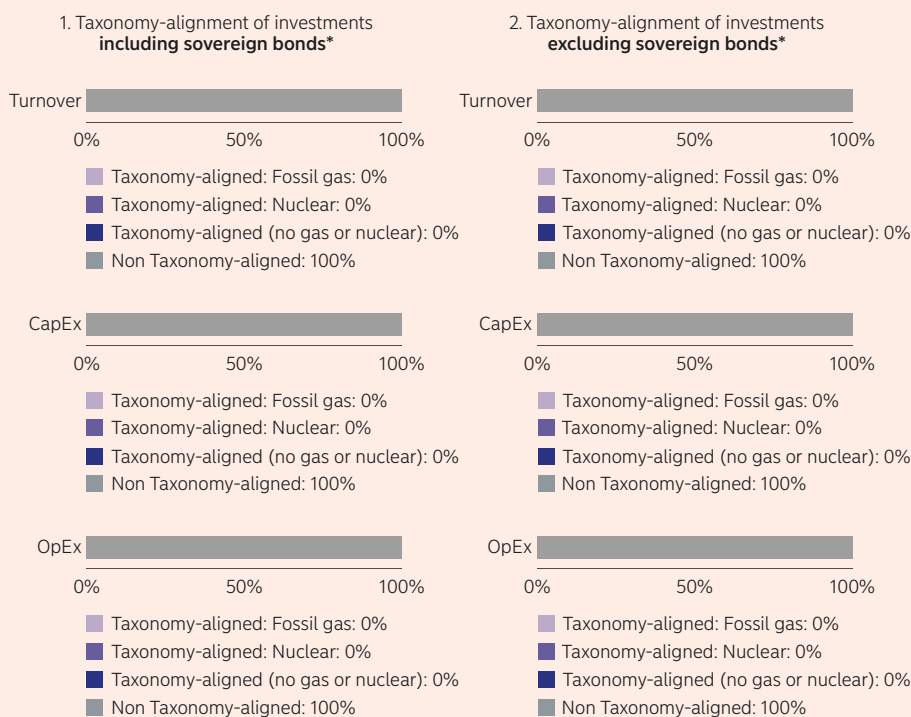 1. Taxonomy-alignment of investments
including sovereign bonds*
Turnover
0% 50% 100%
Taxonomy-aligned: Fossil gas: 0%
Taxonomy-aligned: Nuclear: 0%
Taxonomy-aligned (no gas or nuclear): 0%
Non Taxonomy-aligned: 100%
CapEx
0% 50% 100%
Taxonomy-aligned: Fossil gas: 0%
Taxonomy-aligned: Nuclear: 0%
Taxonomy-aligned (no gas or nuclear): 0%
Non Taxonomy-aligned: 100%
OpEx
0% 50% 100%
Taxonomy-aligned: Fossil gas: 0%
Taxonomy-aligned: Nuclear: 0%
Taxonomy-aligned (no gas or nuclear): 0%
Non Taxonomy-aligned: 100%
2. Taxonomy-alignment of investments
excluding sovereign bonds*
Turnover
0% 50% 100%
Taxonomy-aligned: Fossil gas: 0%
Taxonomy-aligned: Nuclear: 0%
Taxonomy-aligned (no gas or nuclear): 0%
Non Taxonomy-aligned: 100%
CapEx
0% 50% 100%
Taxonomy-aligned: Fossil gas: 0%
Taxonomy-aligned: Nuclear: 0%
Taxonomy-aligned (no gas or nuclear): 0%
Non Taxonomy-aligned: 100%
OpEx
0% 50% 100%
Taxonomy-aligned: Fossil gas: 0%
Taxonomy-aligned: Nuclear: 0%
Taxonomy-aligned (no gas or nuclear): 0%
Non Taxonomy-aligned: 100%